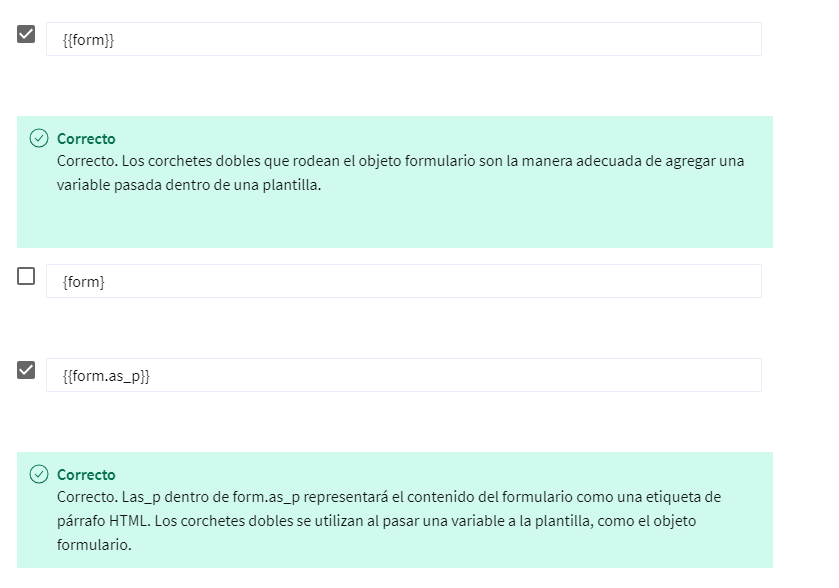 {{form}}
Correcto
Correcto. Los corchetes dobles que rodean el objeto formulario son la manera adecuada de agregar una
variable pasada dentro de una plantilla.
{form}
{{form.as_p}}
Correcto
Correcto. Las_p dentro de form.as_p representará el contenido del formulario como una etiqueta de
párrafo HTML. Los corchetes dobles se utilizan al pasar una variable a la plantilla, como el objeto
formulario.